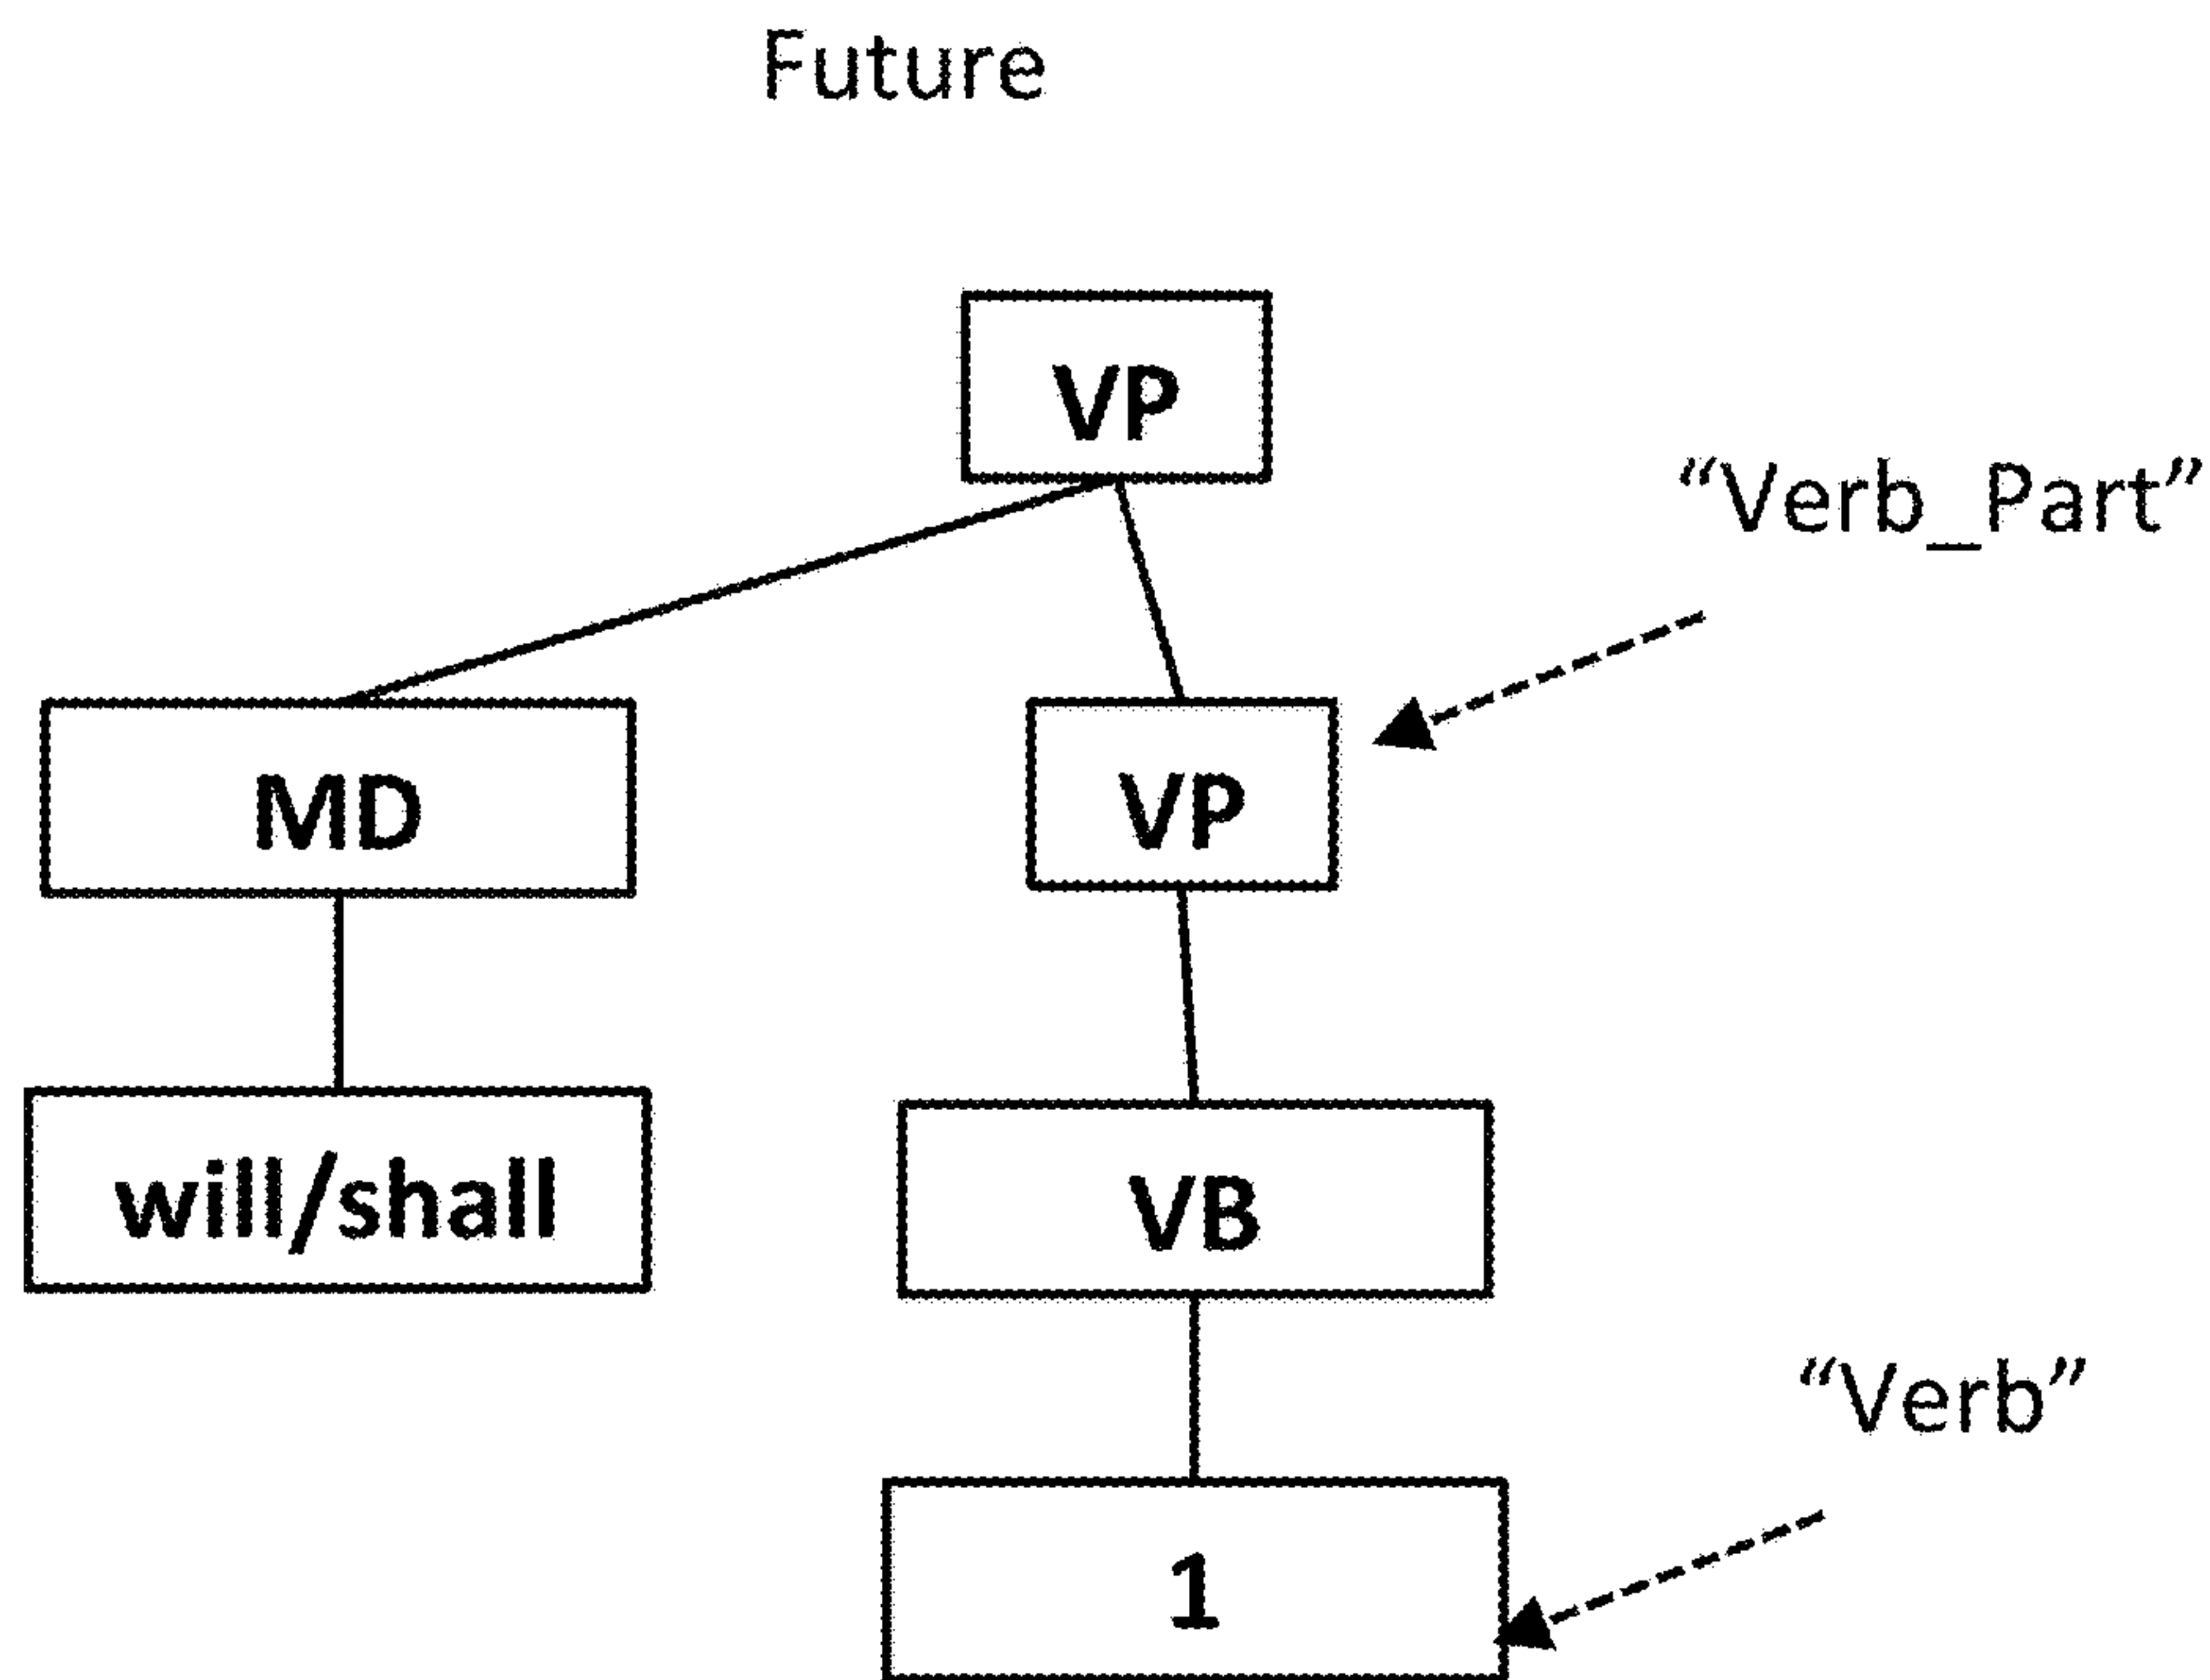 Future
VP
“Verb_Part”
MD
VP
will/shall
VB
“Verb”
1